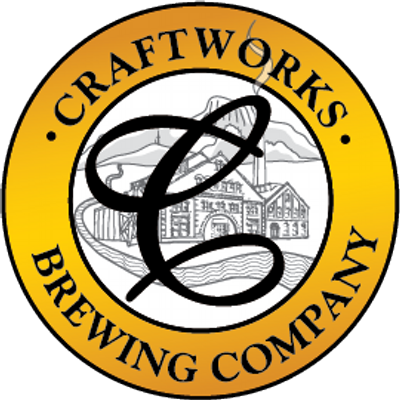 · CRAFTWORKS ·
BREWING COMPANY
C